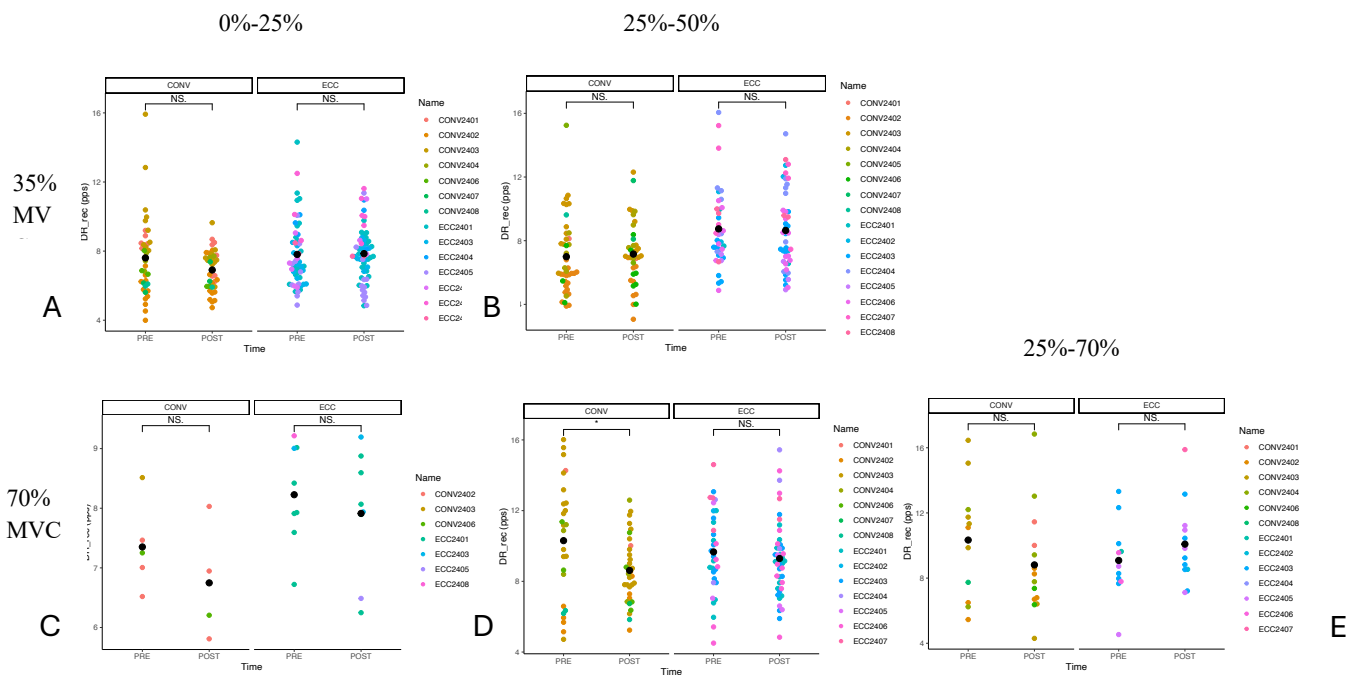 0%-25%
25%-50%
35%
MV
CONV
ECC
NS.
NS.
DR_rec (pps)
16
12
8
4
PRE
POST
PRE
POST
Time
Name
CONV2401
CONV2402
CONV2403
CONV2404
CONV2406
CONV2407
CONV2408
ECC2401
ECC2403
ECC2404
ECC2405
ECC24
ECC24
ECC24
A
CONV
ECC
NS.
NS.
DR_rec (pps)
16
12
8
PRE
POST
PRE
POST
Time
Name
CONV2401
CONV2402
CONV2403
CONV2404
CONV2405
CONV2406
CONV2407
CONV2408
ECC2401
ECC2402
ECC2403
ECC2404
ECC2405
ECC2406
ECC2407
ECC2408
B
25%-70%
70%
MVC
CONV
ECC
NS.
NS.
9
8
7
6
PRE
POST
PRE
POST
Time
Name
CONV2402
CONV2403
CONV2406
ECC2401
ECC2403
ECC2405
ECC2408
C
CONV
ECC
*
NS.
DR_rec (pps)
16
12
8
4
PRE
POST
PRE
POST
Time
Name
CONV2401
CONV2402
CONV2403
CONV2404
CONV2406
CONV2407
CONV2408
ECC2401
ECC2402
ECC2403
ECC2404
ECC2405
ECC2406
ECC2407
D
CONV
ECC
NS.
NS.
DR_rec (pps)
16
12
8
4
PRE
POST
PRE
POST
Time
Name
CONV2401
CONV2402
CONV2403
CONV2404
CONV2406
CONV2408
ECC2401
ECC2402
ECC2403
ECC2404
ECC2405
ECC2406
ECC2407
E